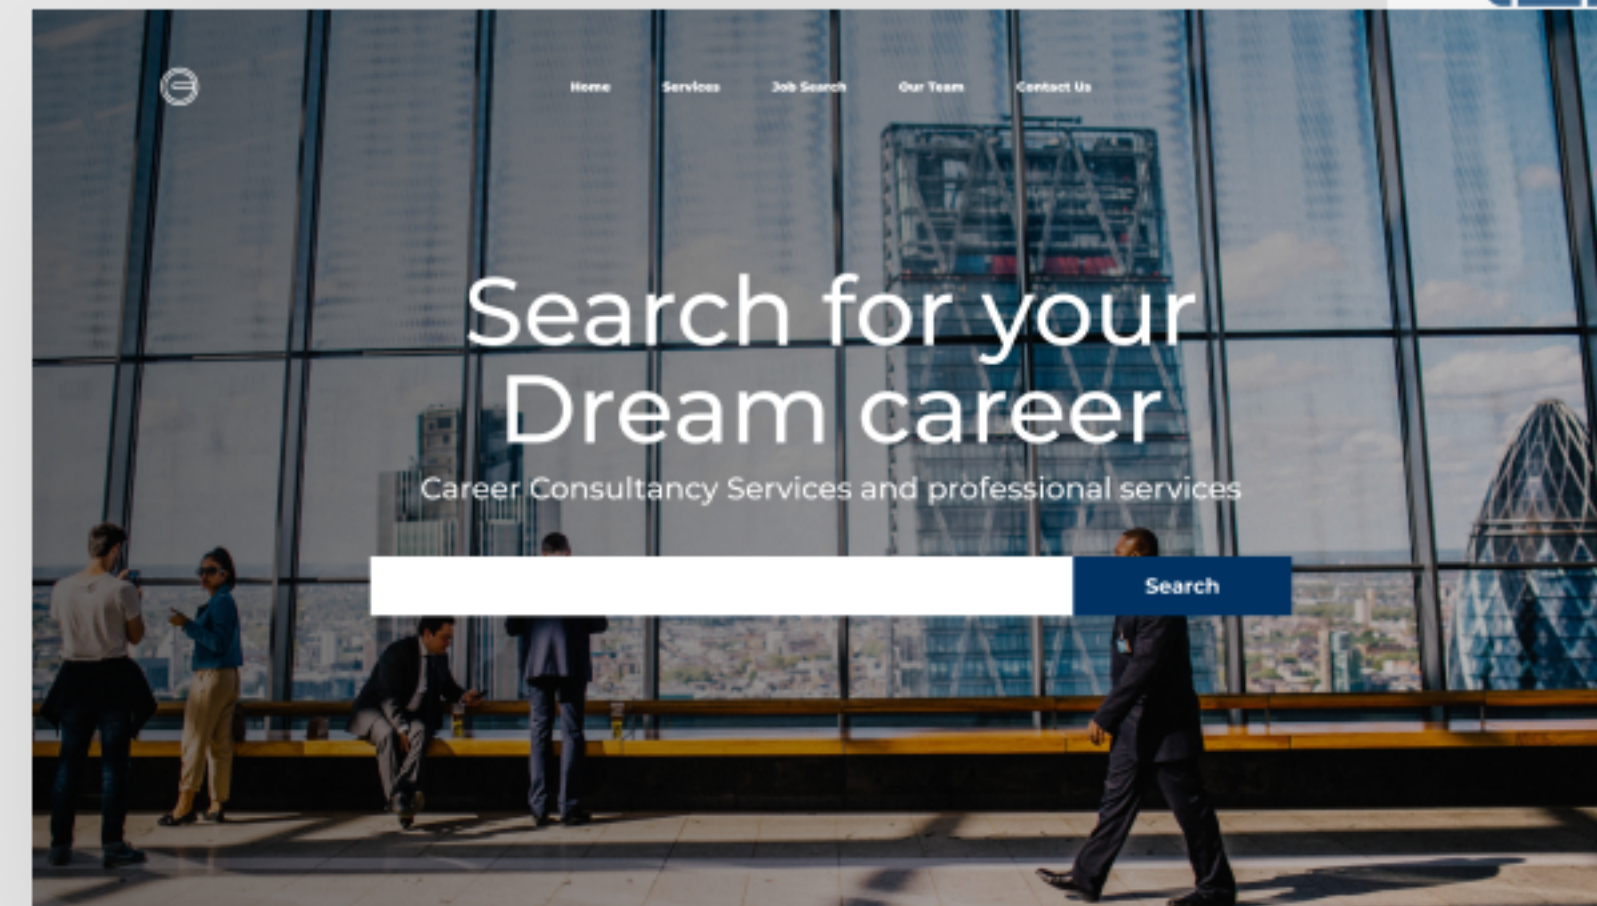 Home Services Job Search Our Team Contact Us
Search for your
Dream career
Career Consultancy Services and professional services
Search